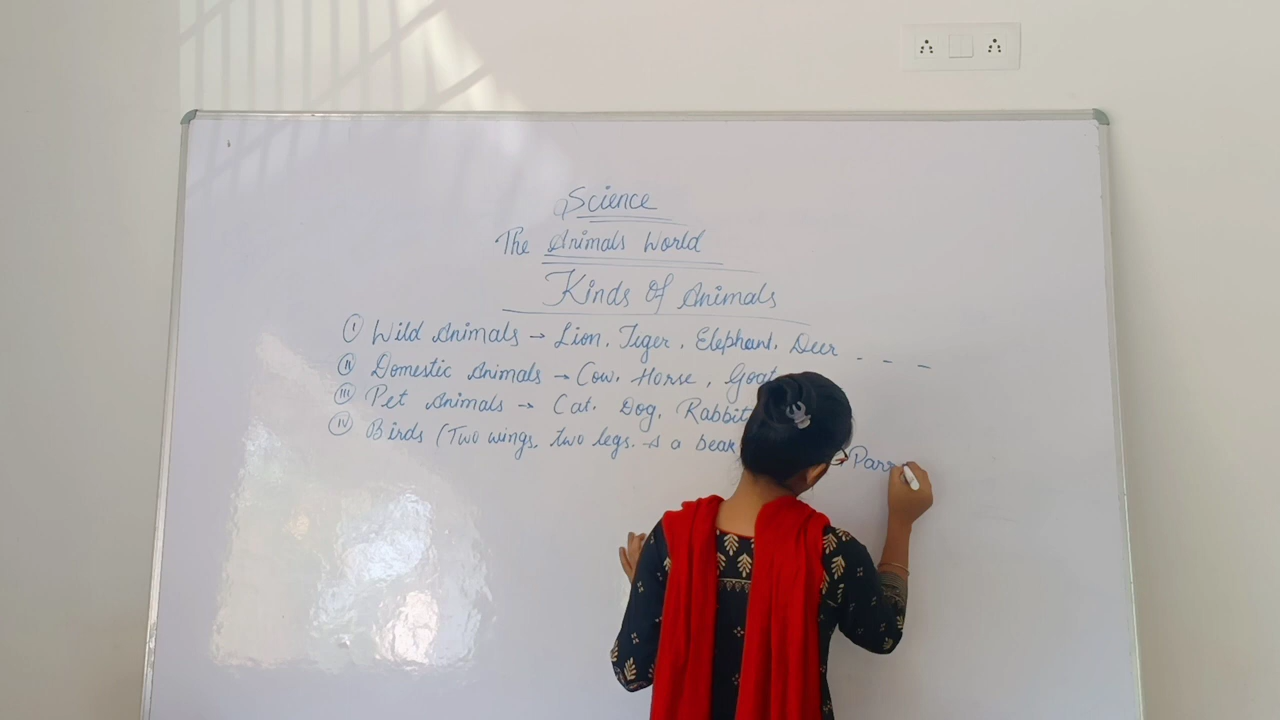 Science
The Animals World
Kinds Of Animals
(I) Wild Animals → Lion, Tiger, Elephant, Deer - - -
(II) Domestic Animals → Cow, Horse, Goat
(III) Pet Animals → Cat, Dog, Rabbit
(IV) Birds (Two wings, two legs, a beak Parr